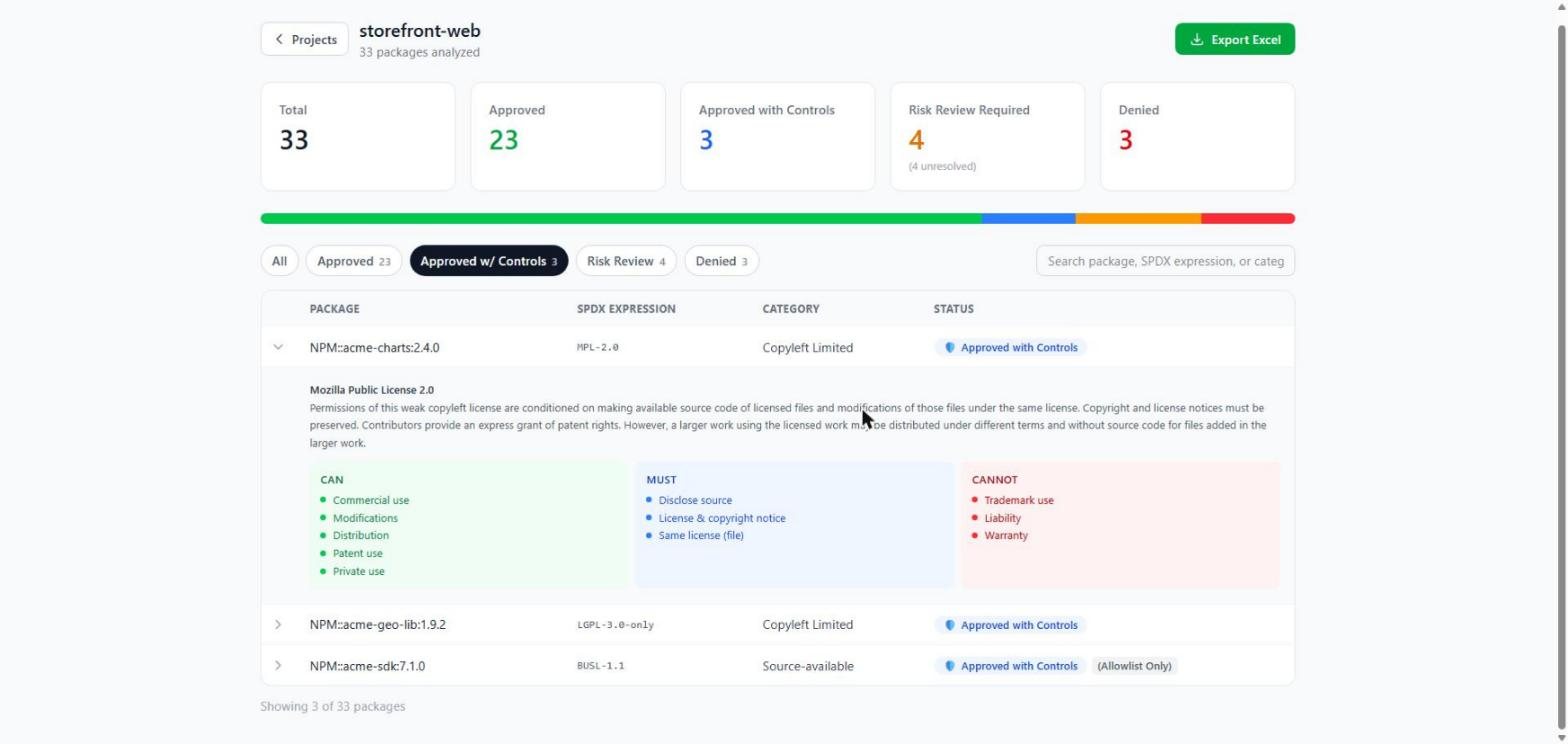 Projects
storefront-web
33 packages analyzed
Export Excel
Total
33
Approved
23
Approved with Controls
3
Risk Review Required
4
(4 unresolved)
Denied
3
All
Approved 23
Approved w/ Controls 3
Risk Review 4
Denied 3
Search package, SPDX expression, or categ
PACKAGE SPDX EXPRESSION CATEGORY STATUS
NPM::acme-charts:2.4.0 MPL-2.0 Copyleft Limited Approved with Controls
Mozilla Public License 2.0
Permissions of this weak copyleft license are conditioned on making available source code of licensed files and modifications of those files under the same license. Copyright and license notices must be
preserved. Contributors provide an express grant of patent rights. However, a larger work using the licensed work may be distributed under different terms and without source code for files added in the
larger work.
CAN
Commercial use
Modifications
Distribution
Patent use
Private use
MUST
Disclose source
License & copyright notice
Same license (file)
CANNOT
Trademark use
Liability
Warranty
NPM::acme-geo-lib:1.9.2 LGPL-3.0-only Copyleft Limited Approved with Controls
NPM::acme-sdk:7.1.0 BUSL-1.1 Source-available Approved with Controls (Allowlist Only)
Showing 3 of 33 packages